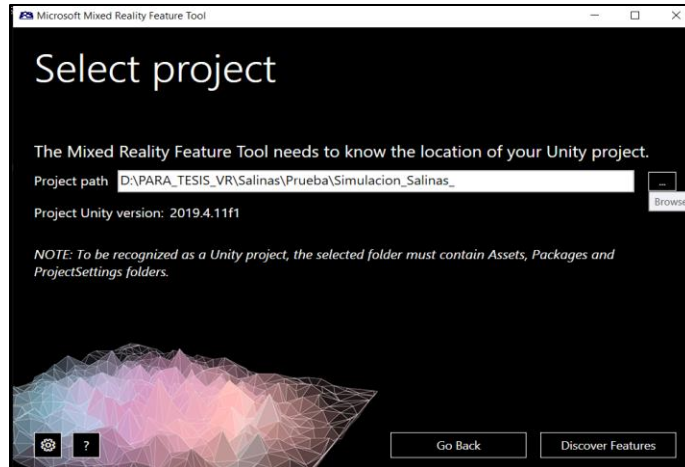 Microsoft Mixed Reality Feature Tool
Select project
The Mixed Reality Feature Tool needs to know the location of your Unity project.
Project path D:\PARA_TESIS_VR\Salinas\Prueba\Simulacion_Salinas_ ...
Browse
Project Unity version: 2019.4.11f1
NOTE: To be recognized as a Unity project, the selected folder must contain Assets, Packages and
ProjectSettings folders.
? Go Back Discover Features